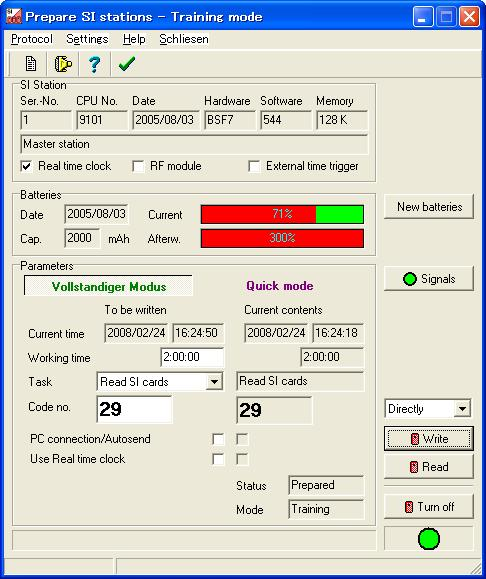 Prepare SI stations - Training mode
Protocol Settings Help Schliesen
SI Station
Ser.-No. CPU No. Date Hardware Software Memory
1 9101 2005/08/03 BSF7 544 128 K
Master station
Real time clock RF module External time trigger
Batteries
Date 2005/08/03 Current 71% New batteries
Cap. 2000 mAh Afterw. 300%
Parameters
Vollstandiger Modus Quick mode Signals
To be written Current contents
Current time 2008/02/24 16:24:50 2008/02/24 16:24:18
Working time 2:00:00 2:00:00
Task Read SI cards Read SI cards
Code no. 29 29 Directly
PC connection/Autosend Write
Use Real time clock Read
Status Prepared
Mode Training Turn off